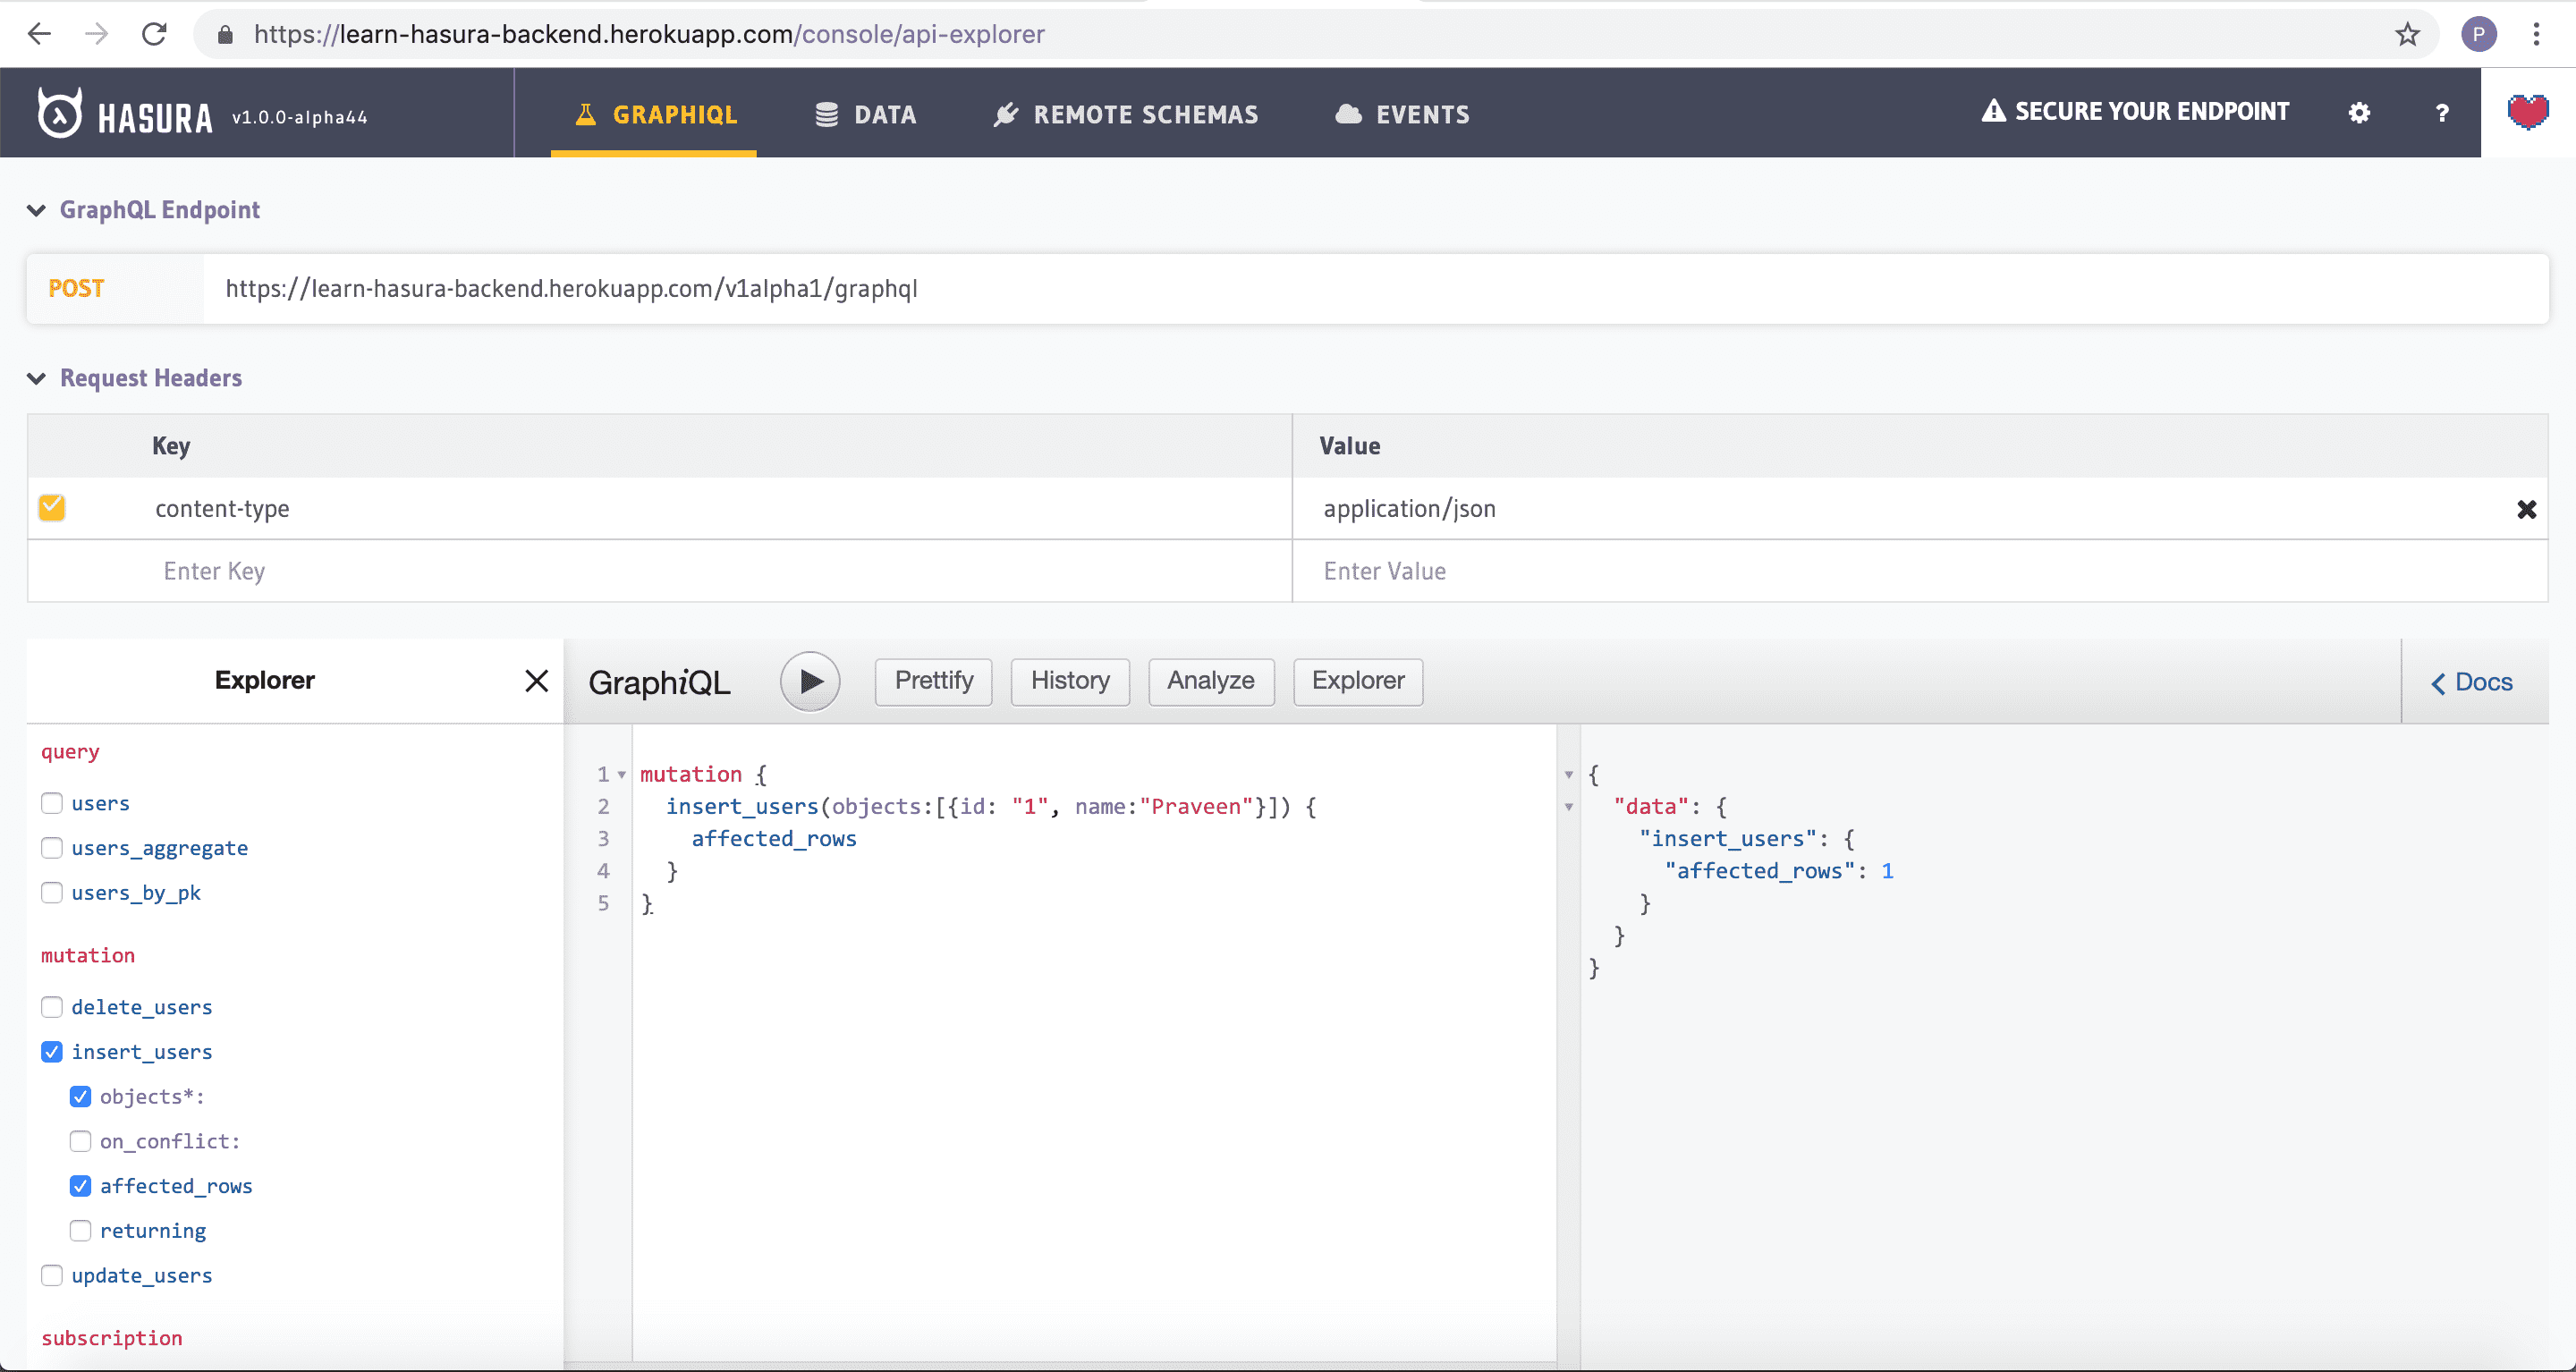 https://learn-hasura-backend.herokuapp.com/console/api-explorer
P
HASURA v1.0.0-alpha44
GRAPHIQL
DATA
REMOTE SCHEMAS
EVENTS
SECURE YOUR ENDPOINT
?
GraphQL Endpoint
POST https://learn-hasura-backend.herokuapp.com/v1alpha1/graphql
Request Headers
Key Value
content-type application/json
Enter Key Enter Value
Explorer
GraphiQL
Prettify
History
Analyze
Explorer
Docs
query
users
users_aggregate
users_by_pk
mutation
delete_users
insert_users
objects*:
on_conflict:
affected_rows
returning
update_users
subscription
1 mutation {
2 insert_users(objects:[{id: "1", name:"Praveen"}]) {
3 affected_rows
4 }
5 }
{
"data": {
"insert_users": {
"affected_rows": 1
}
}
}